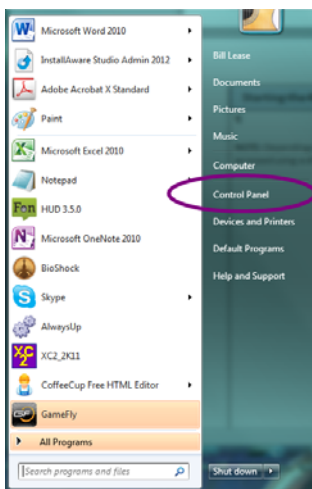 Microsoft Word 2010
InstallAware Studio Admin 2012
Adobe Acrobat X Standard
Paint
Microsoft Excel 2010
Notepad
Fon HUD 3.5.0
Microsoft OneNote 2010
BioShock
Skype
AlwaysUp
XC2_2K11
CoffeeCup Free HTML Editor
GameFly
All Programs
Search programs and files
Bill Lease
Documents
Pictures
Music
Computer
Control Panel
Devices and Printers
Default Programs
Help and Support
Shut down